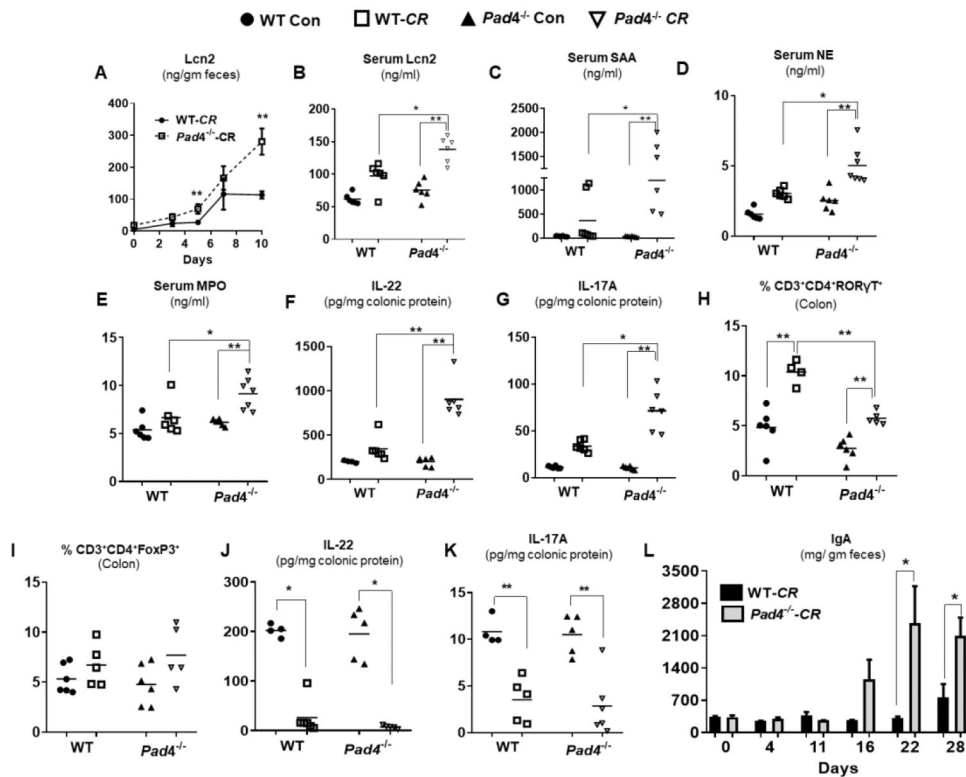 WT Con WT-CR Pad4-/- Con Pad4-/- CR
A
Lcn2
(ng/gm feces)
400
300
200
100
0
WT-CR
Pad4-/--CR
**
**
0 2 4 6 8 10
Days
B
Serum Lcn2
(ng/ml)
200
150
100
50
0
*
**
WT Pad4-/-
C
Serum SAA
(ng/ml)
2500
2000
1500
1000
500
100
0
*
**
WT Pad4-/-
D
Serum NE
(ng/ml)
10
5
0
*
**
WT Pad4-/-
E
Serum MPO
(ng/ml)
15
10
5
0
*
**
WT Pad4-/-
F
IL-22
(pg/mg colonic protein)
1500
1000
500
200
0
**
**
WT Pad4-/-
G
IL-17A
(pg/mg colonic protein)
150
100
50
0
*
**
WT Pad4-/-
H
% CD3+CD4+RORγT+
(Colon)
15
10
5
0
**
**
**
WT Pad4-/-
I
% CD3+CD4+FoxP3+
(Colon)
15
10
5
0
WT Pad4-/-
J
IL-22
(pg/mg colonic protein)
300
200
100
0
*
*
WT Pad4-/-
K
IL-17A
(pg/mg colonic protein)
15
10
5
0
**
**
WT Pad4-/-
L
IgA
(mg/ gm feces)
3500
2800
2100
1400
700
0
WT-CR
Pad4-/--CR
*
*
0 4 11 16 22 28
Days